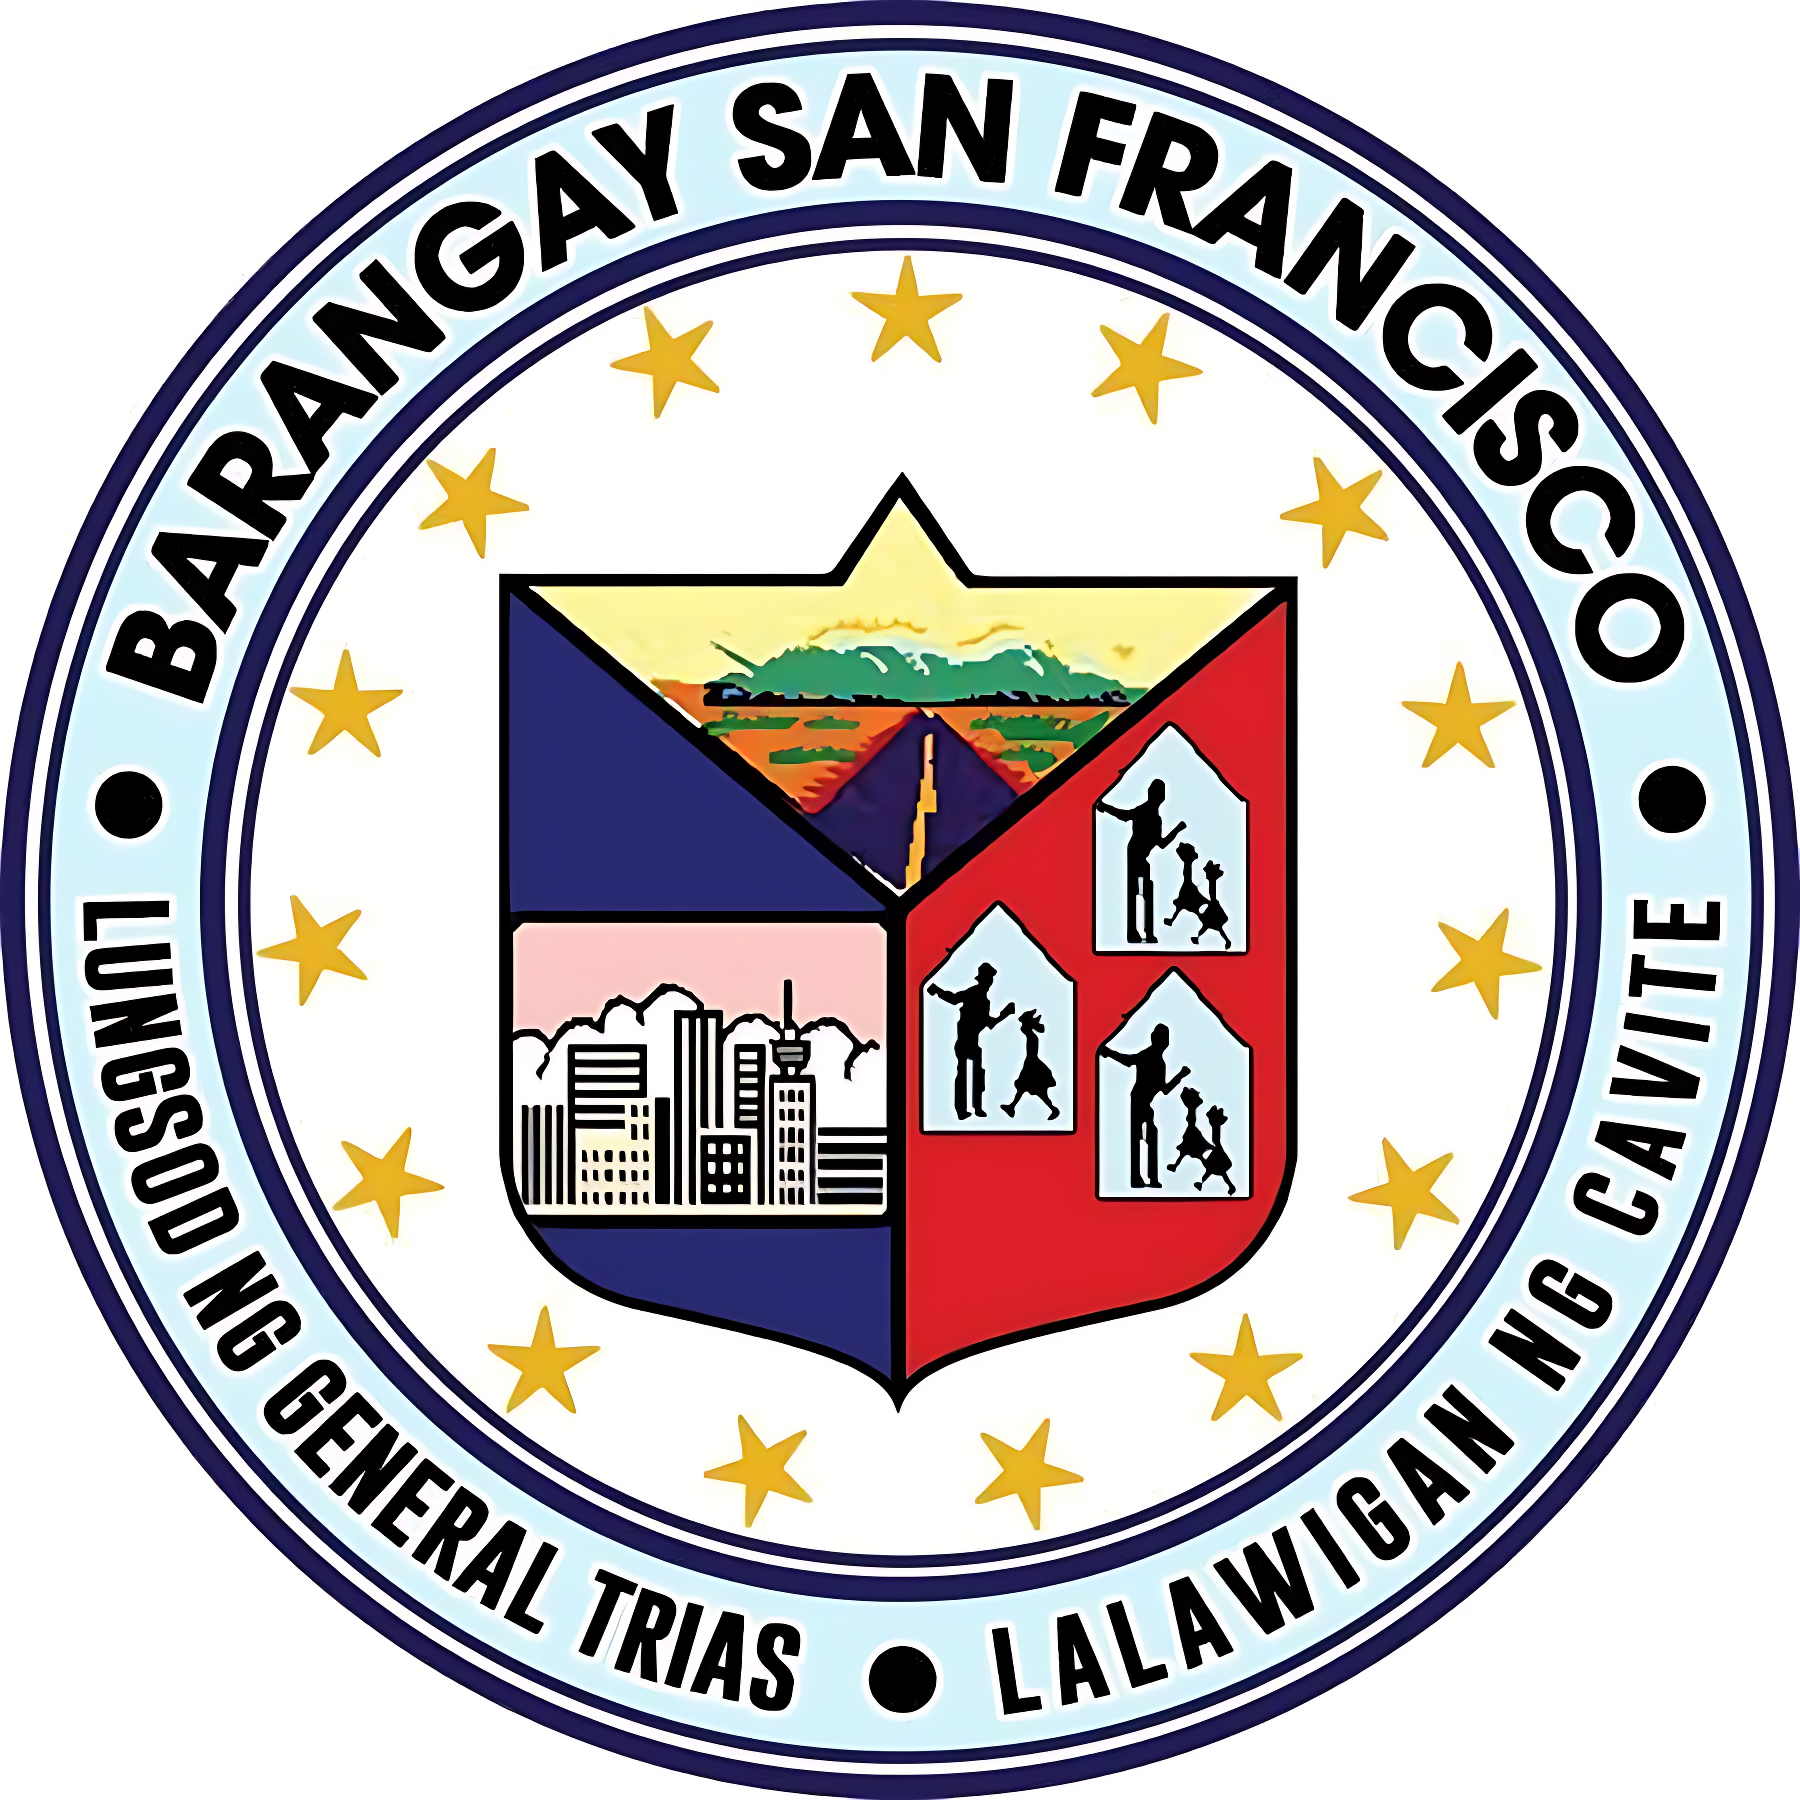 BARANGAY SAN FRANCISCO
LUNGSOD NG GENERAL TRIAS
LALAWIGAN NG CAVITE